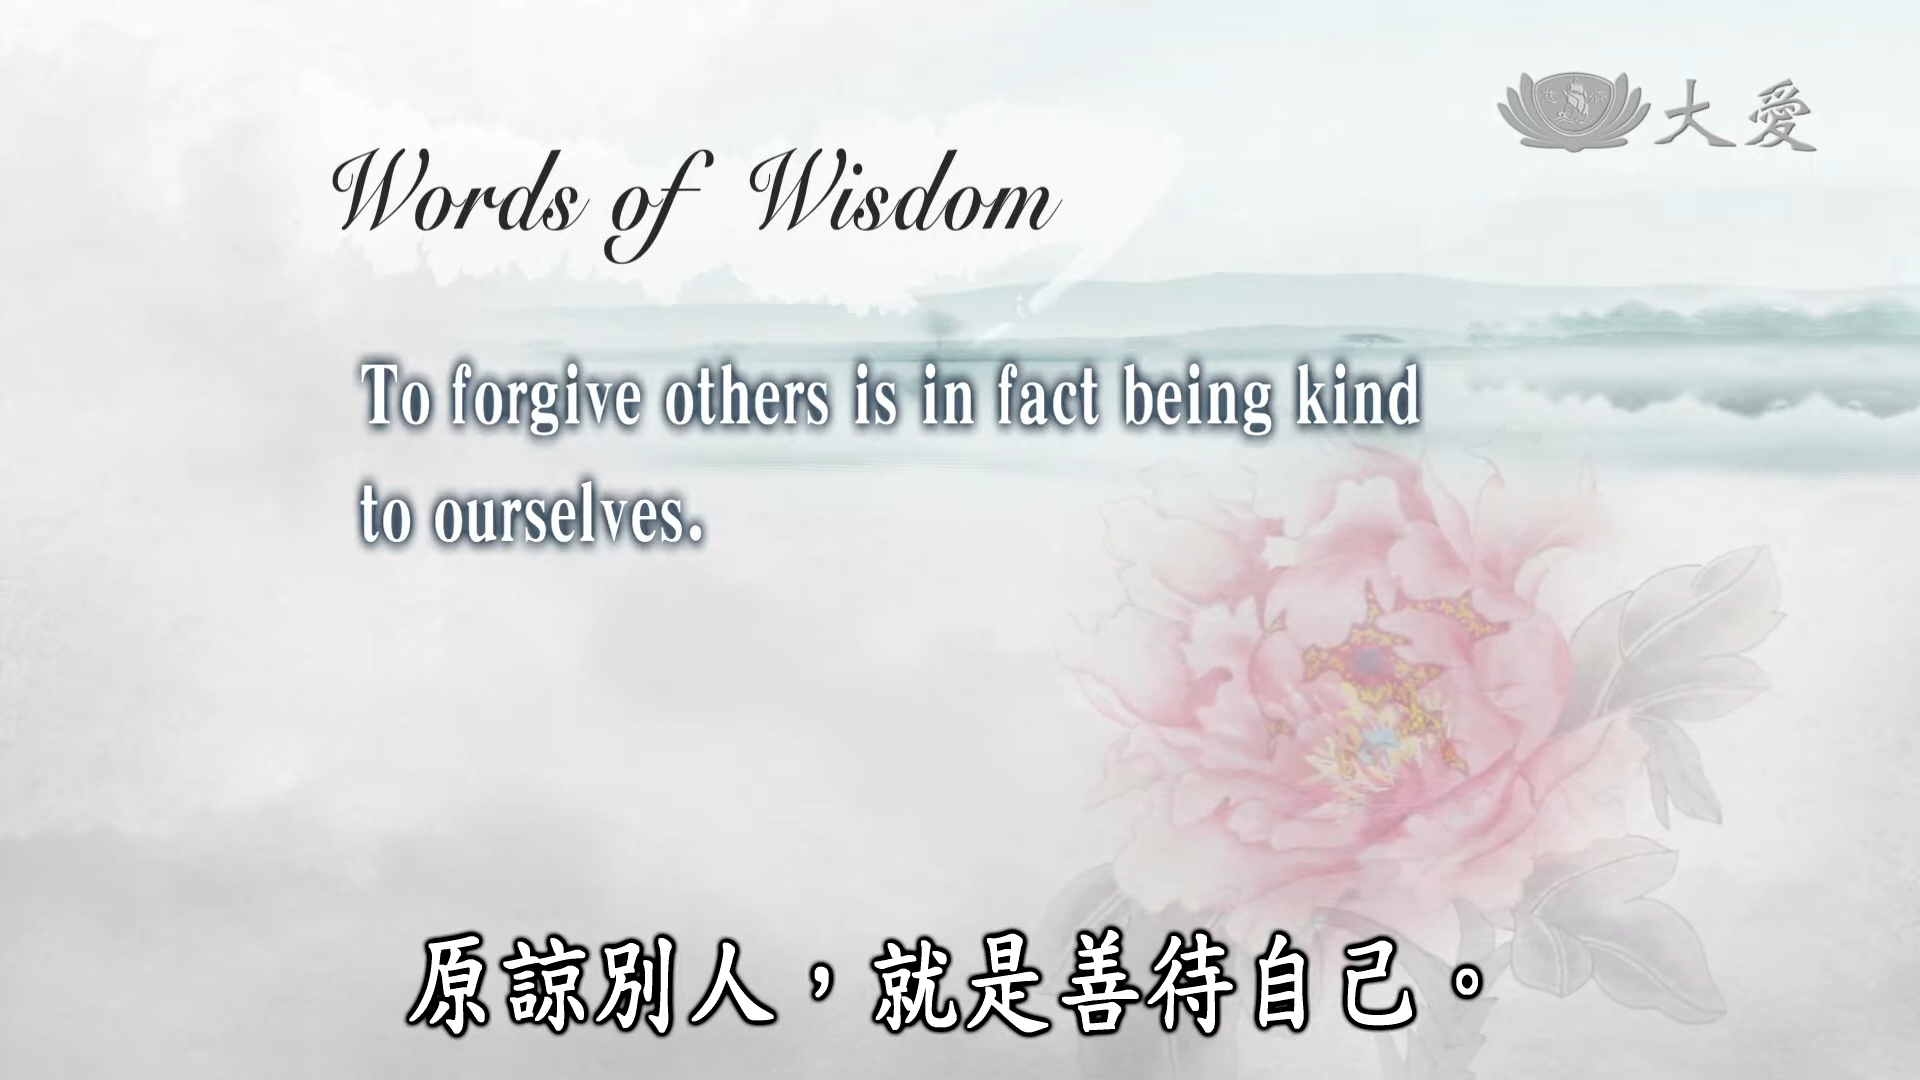 大愛
Words of Wisdom
To forgive others is in fact being kind
to ourselves.
原諒別人，就是善待自己。